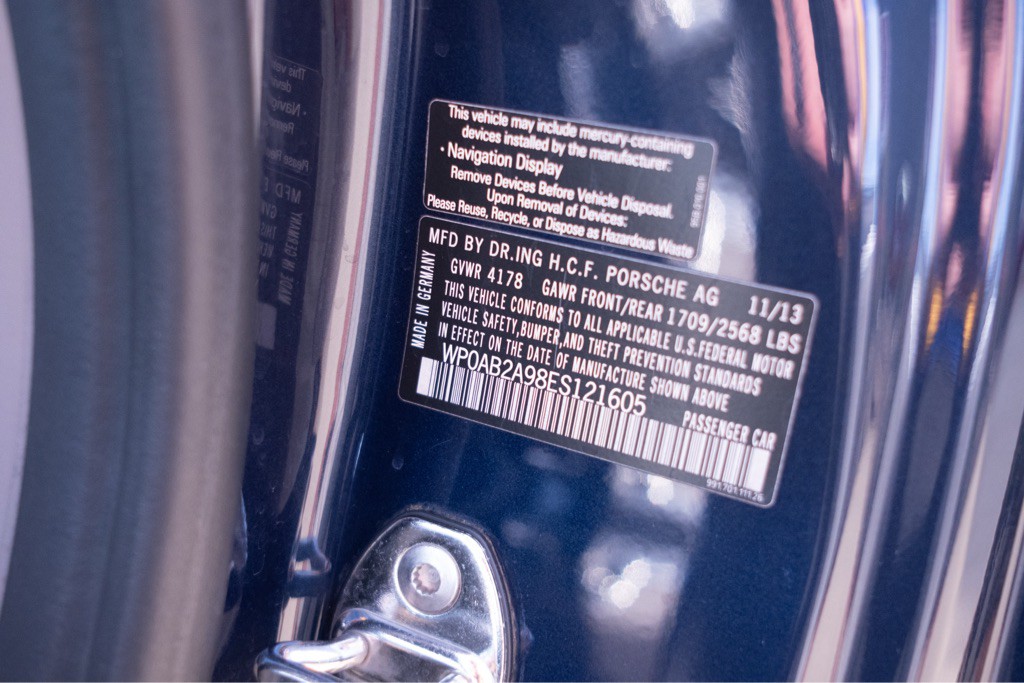 This vehicle may include mercury-containing
devices installed by the manufacturer:
· Navigation Display
Remove Devices Before Vehicle Disposal.
Upon Removal of Devices:
Please Reuse, Recycle, or Dispose as Hazardous Waste
MFD BY DR.ING H.C.F. PORSCHE AG 11/13
GVWR 4178 GAWR FRONT/REAR 1709/2568 LBS
THIS VEHICLE CONFORMS TO ALL APPLICABLE U.S.FEDERAL MOTOR
VEHICLE SAFETY,BUMPER,AND THEFT PREVENTION STANDARDS
IN EFFECT ON THE DATE OF MANUFACTURE SHOWN ABOVE
MADE IN GERMANY
WP0AB2A98ES121605
PASSENGER CAR
99170111126